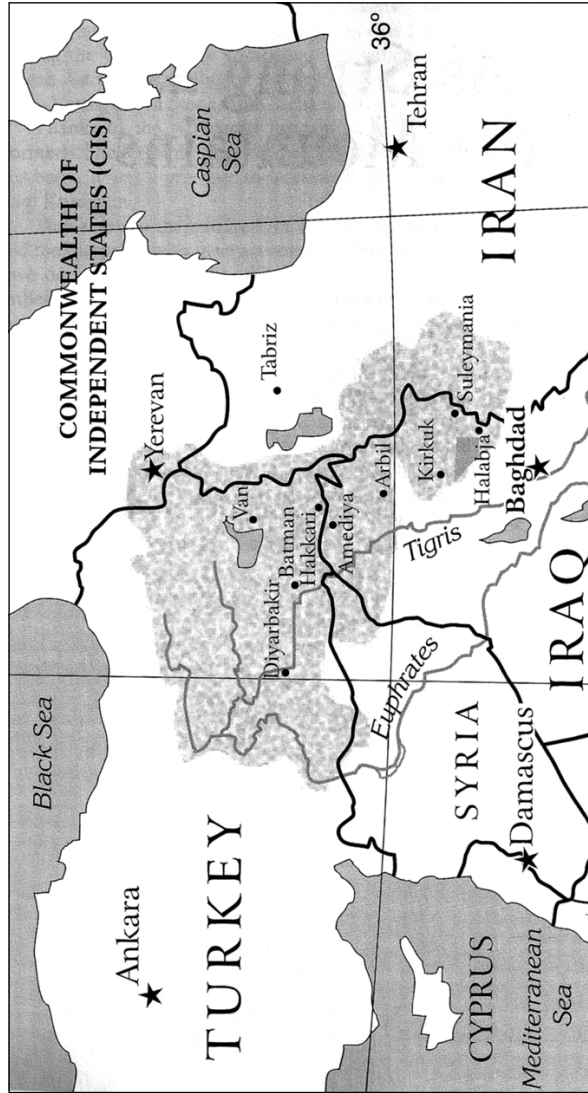 Black Sea
COMMONWEALTH OF
INDEPENDENT STATES (CIS)
Caspian
Sea
Ankara
Yerevan
TURKEY
Tabriz
Van
Diyarbakir
Batman
Hakkari
Amediya
36°
Tehran
Arbil
Kirkuk
Suleymania
Euphrates
Tigris
Halabja
IRAN
SYRIA
Baghdad
CYPRUS
Damascus
IRAQ
Mediterranean
Sea